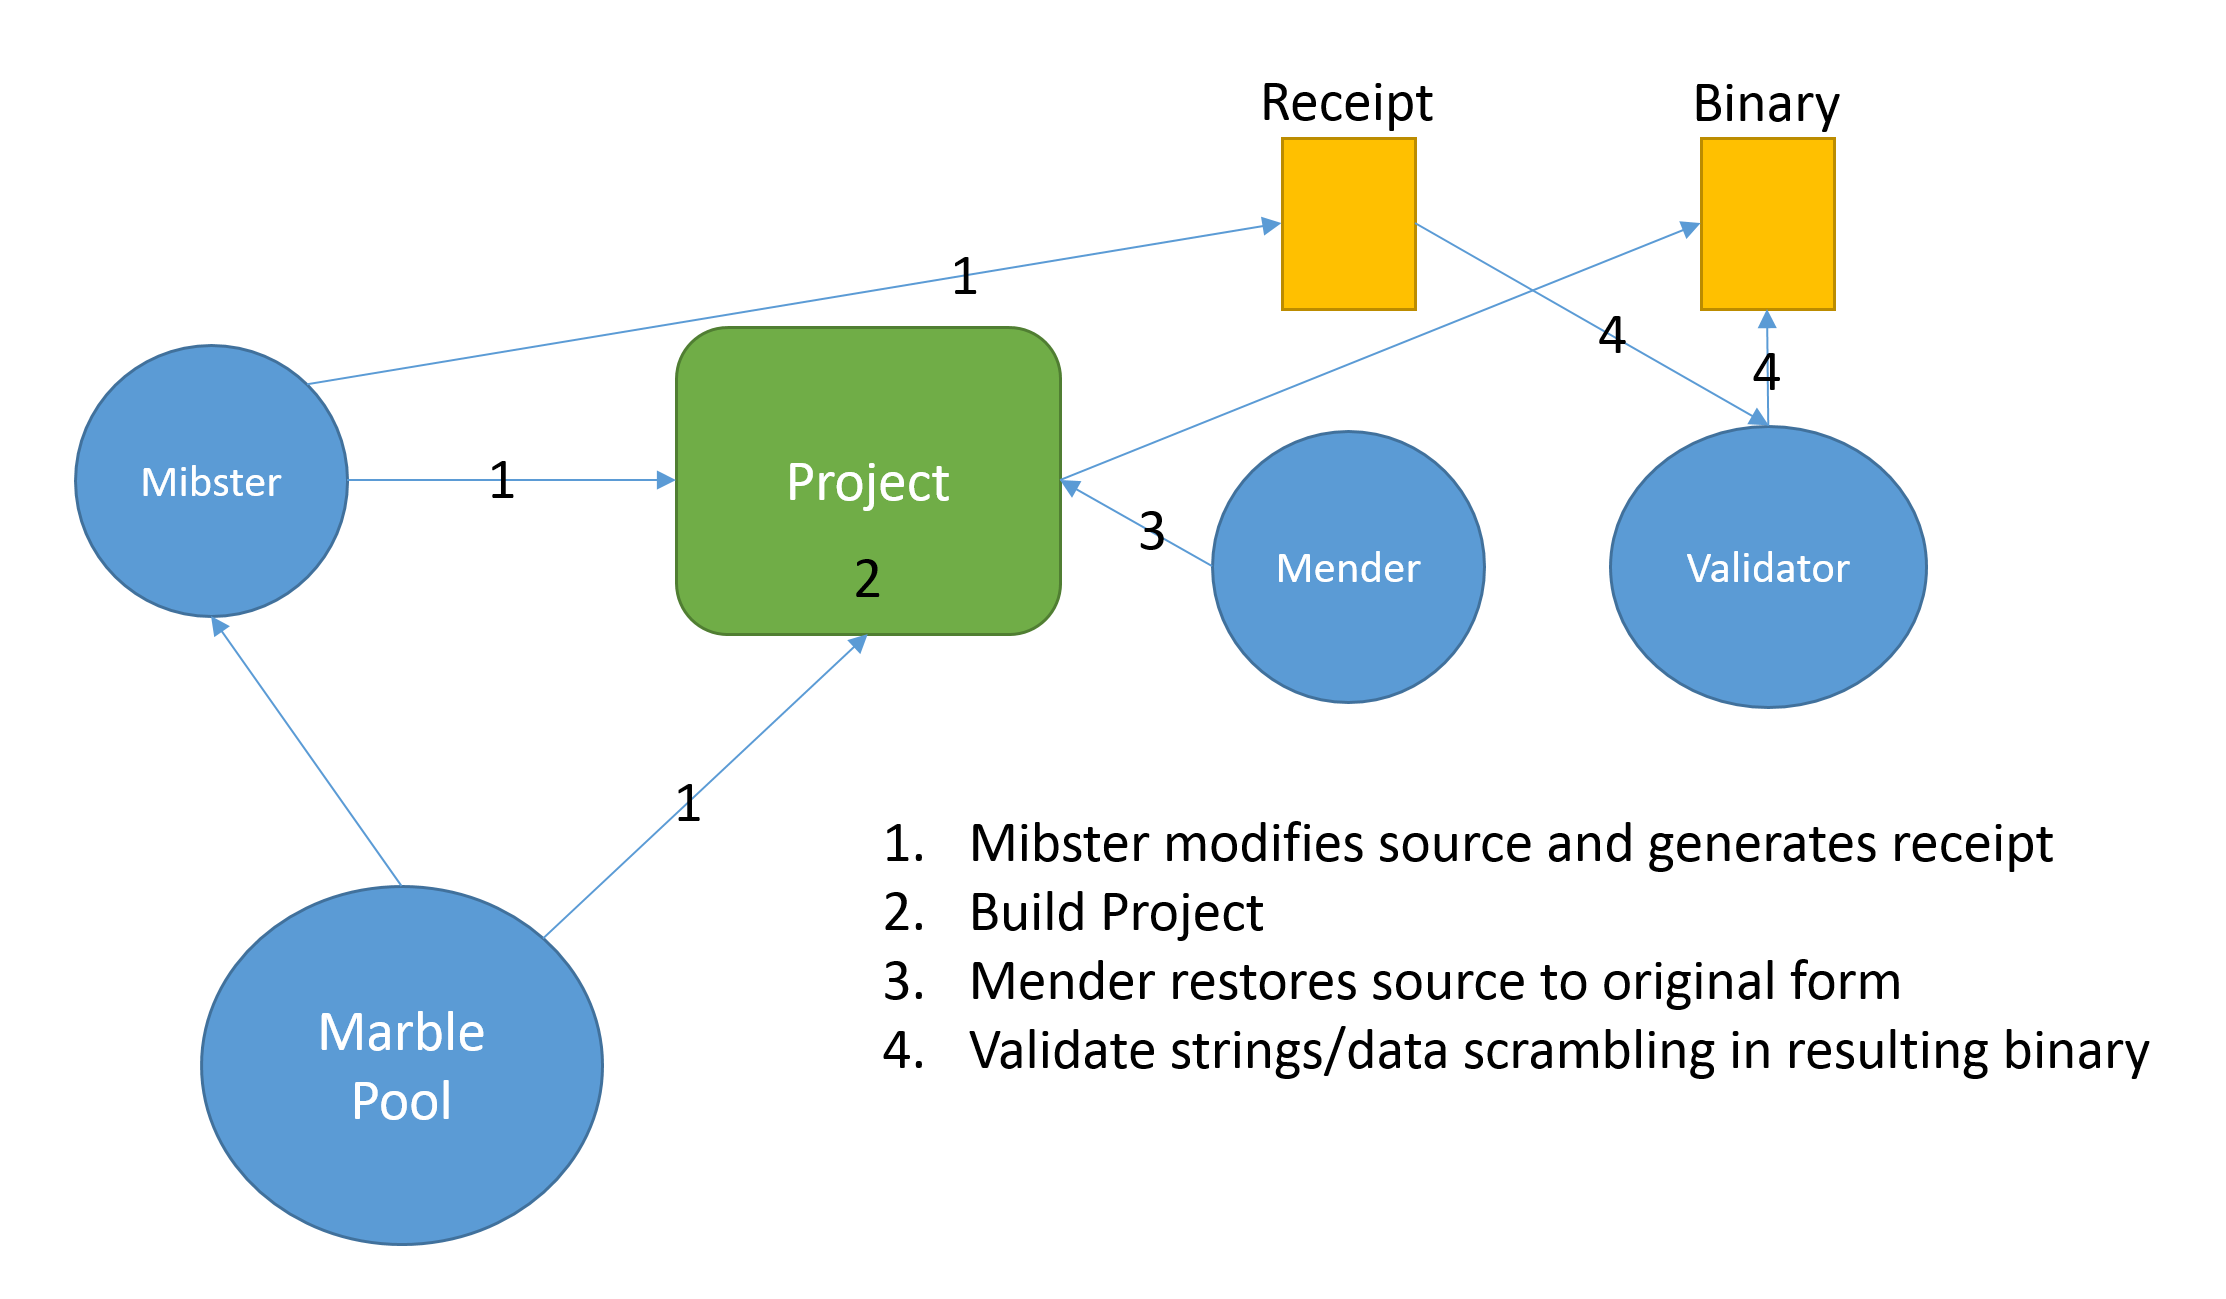 Receipt
Binary
1
4
4
Mibster
1
Project
2
3
Mender
Validator
1
Marble
Pool
1. Mibster modifies source and generates receipt
2. Build Project
3. Mender restores source to original form
4. Validate strings/data scrambling in resulting binary